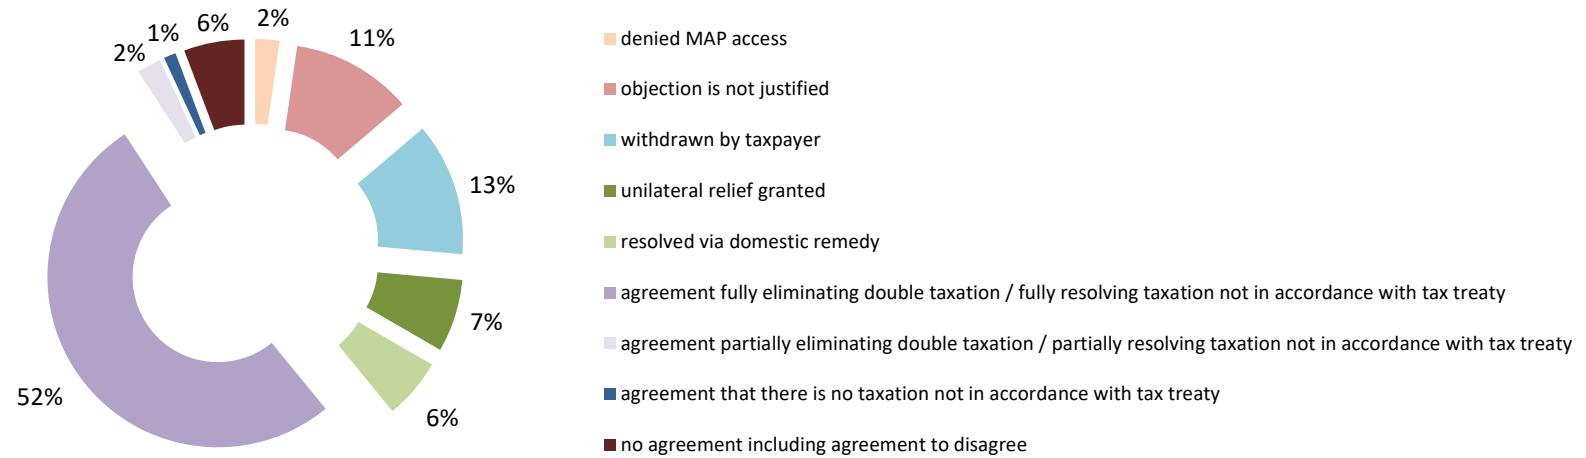 2%
11%
13%
7%
6%
52%
2%
1%
6%
denied MAP access
objection is not justified
withdrawn by taxpayer
unilateral relief granted
resolved via domestic remedy
agreement fully eliminating double taxation / fully resolving taxation not in accordance with tax treaty
agreement partially eliminating double taxation / partially resolving taxation not in accordance with tax treaty
agreement that there is no taxation not in accordance with tax treaty
no agreement including agreement to disagree